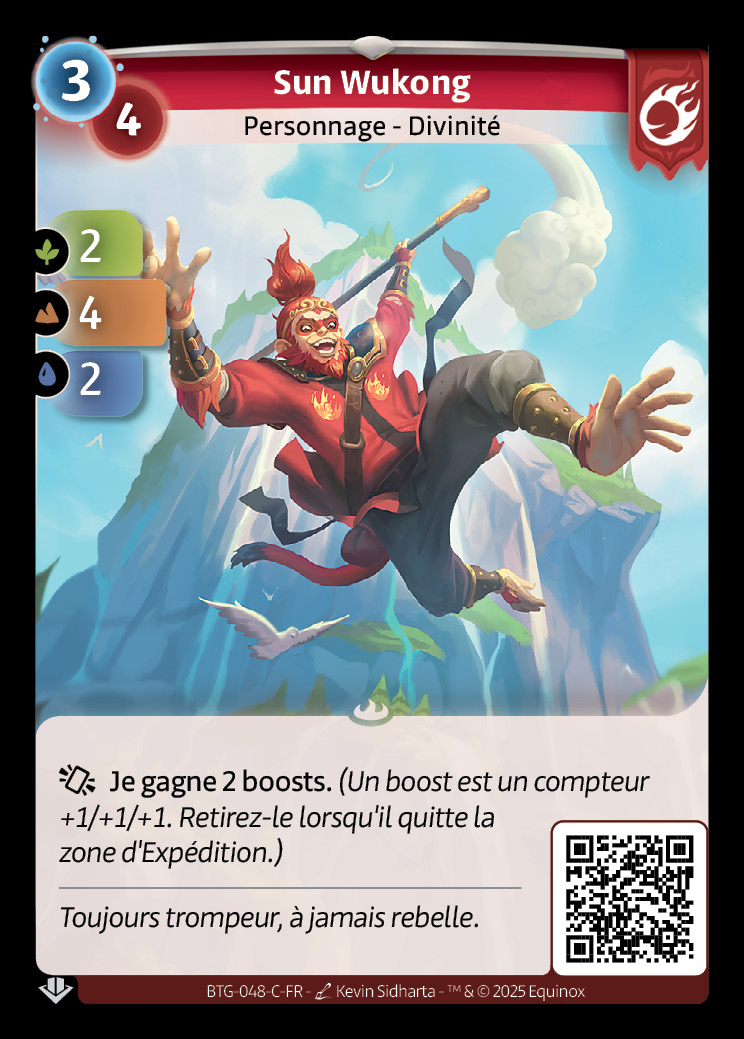 3
Sun Wukong
4
Personnage - Divinité
2
4
2
Je gagne 2 boosts. (Un boost est un compteur
+1/+1/+1. Retirez-le lorsqu'il quitte la
zone d'Expédition.)
Toujours trompeur, à jamais rebelle.
BTG-048-C-FR - Kevin Sidharta - ™ & © 2025 Equinox